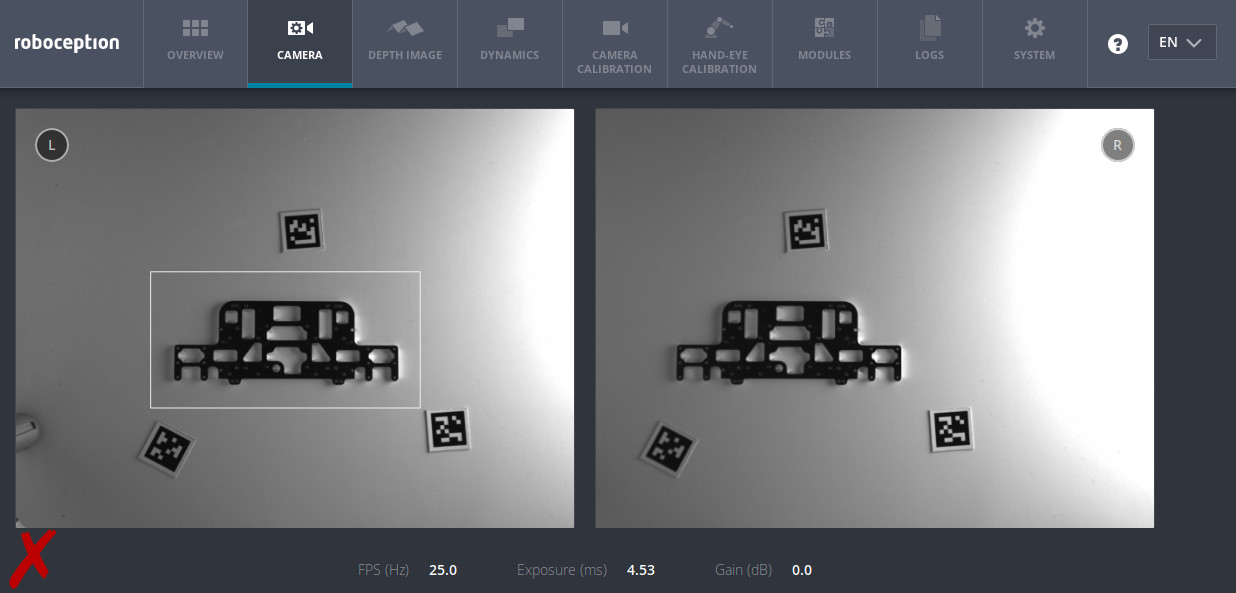 roboception
OVERVIEW
CAMERA
DEPTH IMAGE
DYNAMICS
CAMERA
CALIBRATION
HAND-EYE
CALIBRATION
MODULES
LOGS
SYSTEM
?
EN
L
R
FPS (Hz) 25.0 Exposure (ms) 4.53 Gain (dB) 0.0